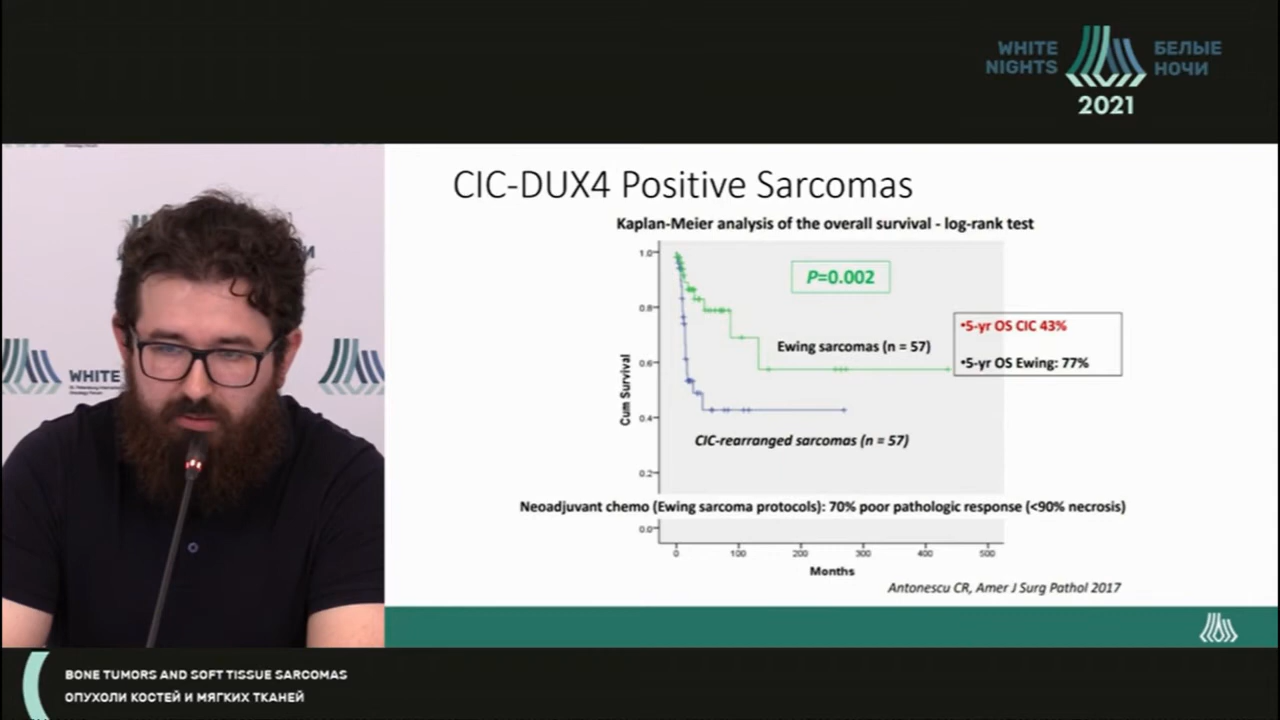 WHITE NIGHTS
БЕЛЫЕ НОЧИ
2021
WHITE
CIC-DUX4 Positive Sarcomas
Kaplan-Meier analysis of the overall survival - log-rank test
P=0.002
Ewing sarcomas (n = 57)
•5-yr OS CIC 43%
•5-yr OS Ewing: 77%
CIC-rearranged sarcomas (n = 57)
Cum Survival
1.0
0.8
0.6
0.4
0.2
Neoadjuvant chemo (Ewing sarcoma protocols): 70% poor pathologic response (<90% necrosis)
0.0
0 100 200 300 400 500
Months
Antonescu CR, Amer J Surg Pathol 2017
BONE TUMORS AND SOFT TISSUE SARCOMAS
ОПУХОЛИ КОСТЕЙ И МЯГКИХ ТКАНЕЙ